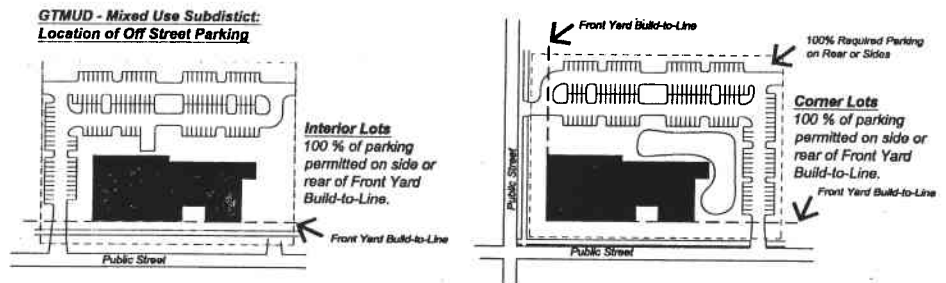 GTMUD - Mixed Use Subdistict:
Location of Off Street Parking
Interior Lots
100 % of parking
permitted on side or
rear of Front Yard
Build-to-Line.
Front Yard Build-to-Line
Public Street
Front Yard Build-to-Line
100% Required Parking
on Rear or Sides
Corner Lots
100 % of parking
permitted on side or
rear of Front Yard
Build-to-Line.
Front Yard Build-to-Line
Public Street
Public Street